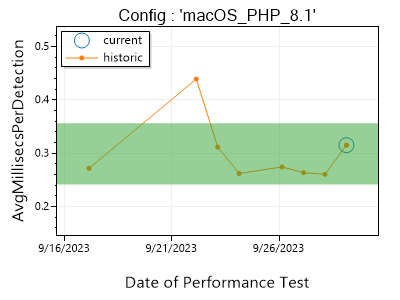 Config : 'macOS_PHP_8.1'
current
historic
AvgMillisecsPerDetection
0.5
0.4
0.3
0.2
9/16/2023
9/21/2023
9/26/2023
Date of Performance Test